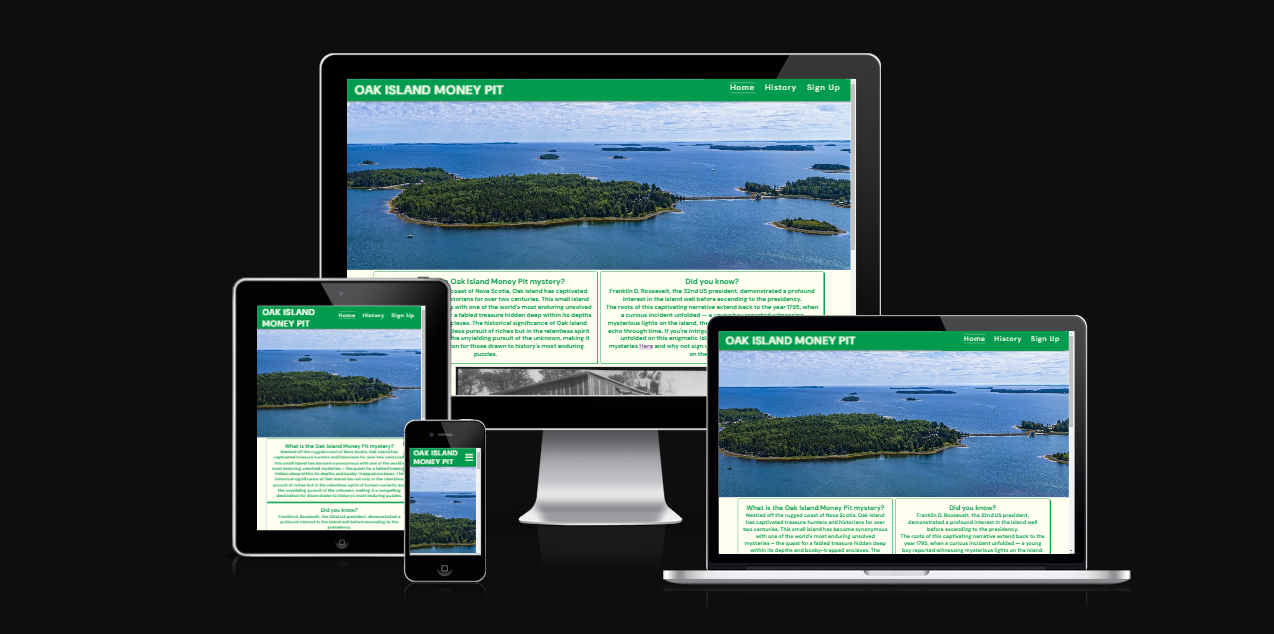 OAK ISLAND MONEY PIT
Home History Sign Up
Oak Island Money Pit mystery?
coast of Nova Scotia, Oak Island has captivated
storians for over two centuries. This small island
with one of the world's most enduring unsolved
r a fabled treasure hidden deep within its depths
claves. The historical significance of Oak Island
less pursuit of riches but in the relentless spirit
the unyielding pursuit of the unknown, making it
ion for those drawn to history's most enduring
puzzles.
Did you know?
Franklin D. Roosevelt, the 32nd US president, demonstrated a profound
interest in the island well before ascending to the presidency.
The roots of this captivating narrative extend back to the year 1795, when
a curious incident unfolded — a young boy reported witnessing
mysterious lights on the island, the
echo through time. If you're intrigu
unfolded on this enigmatic isl
mysteries Here and why not sign u
on the
OAK ISLAND
MONEY PIT
Home History Sign Up
What is the Oak Island Money Pit mystery?
Nestled off the rugged coast of Nova Scotia, Oak Island has
captivated treasure hunters and historians for over two centuries.
This small island has become synonymous with one of the world's
most enduring unsolved mysteries – the quest for a fabled treasure
hidden deep within its depths and booby-trapped enclaves. The
historical significance of Oak Island lies not only in the relentless
pursuit of riches but in the relentless spirit of human curiosity and
the unyielding pursuit of the unknown, making it a compelling
destination for those drawn to history's most enduring puzzles.
Did you know?
Franklin D. Roosevelt, the 32nd US president, demonstrated a
profound interest in the island well before ascending to the
presidency.
OAK ISLAND
MONEY PIT
OAK ISLAND MONEY PIT
Home History Sign Up
What is the Oak Island Money Pit mystery?
Nestled off the rugged coast of Nova Scotia, Oak Island
has captivated treasure hunters and historians for over
two centuries. This small island has become synonymous
with one of the world's most enduring unsolved
mysteries – the quest for a fabled treasure hidden deep
within its depths and booby-trapped enclaves. The
Did you know?
Franklin D. Roosevelt, the 32nd US president,
demonstrated a profound interest in the island well
before ascending to the presidency.
The roots of this captivating narrative extend back to the
year 1795, when a curious incident unfolded — a young
boy reported witnessing mysterious lights on the island,